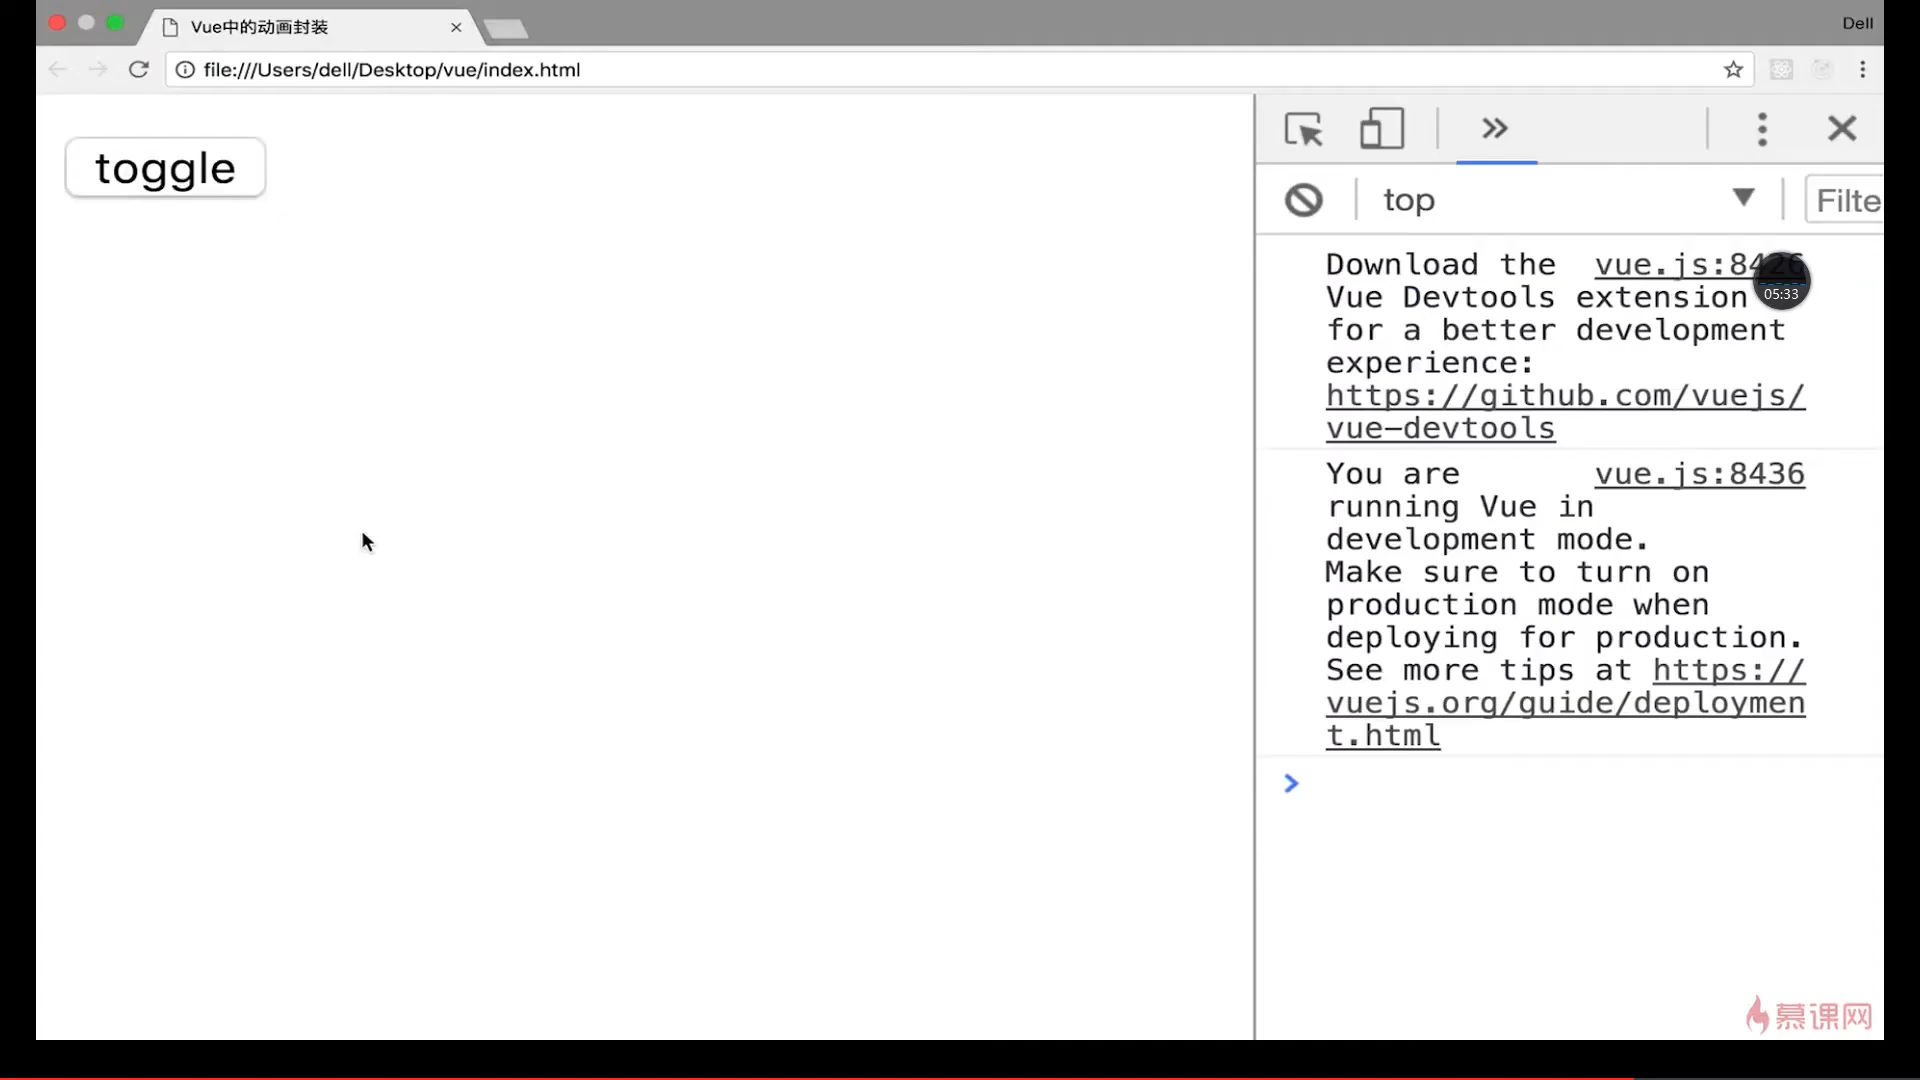 Vue中的动画封装
Dell
file:///Users/dell/Desktop/vue/index.html
toggle
top
Filte
Download the vue.js:8426
Vue Devtools extension
for a better development
experience:
https://github.com/vuejs/
vue-devtools
05:33
You are vue.js:8436
running Vue in
development mode.
Make sure to turn on
production mode when
deploying for production.
See more tips at https://
vuejs.org/guide/deploymen
t.html
慕课网